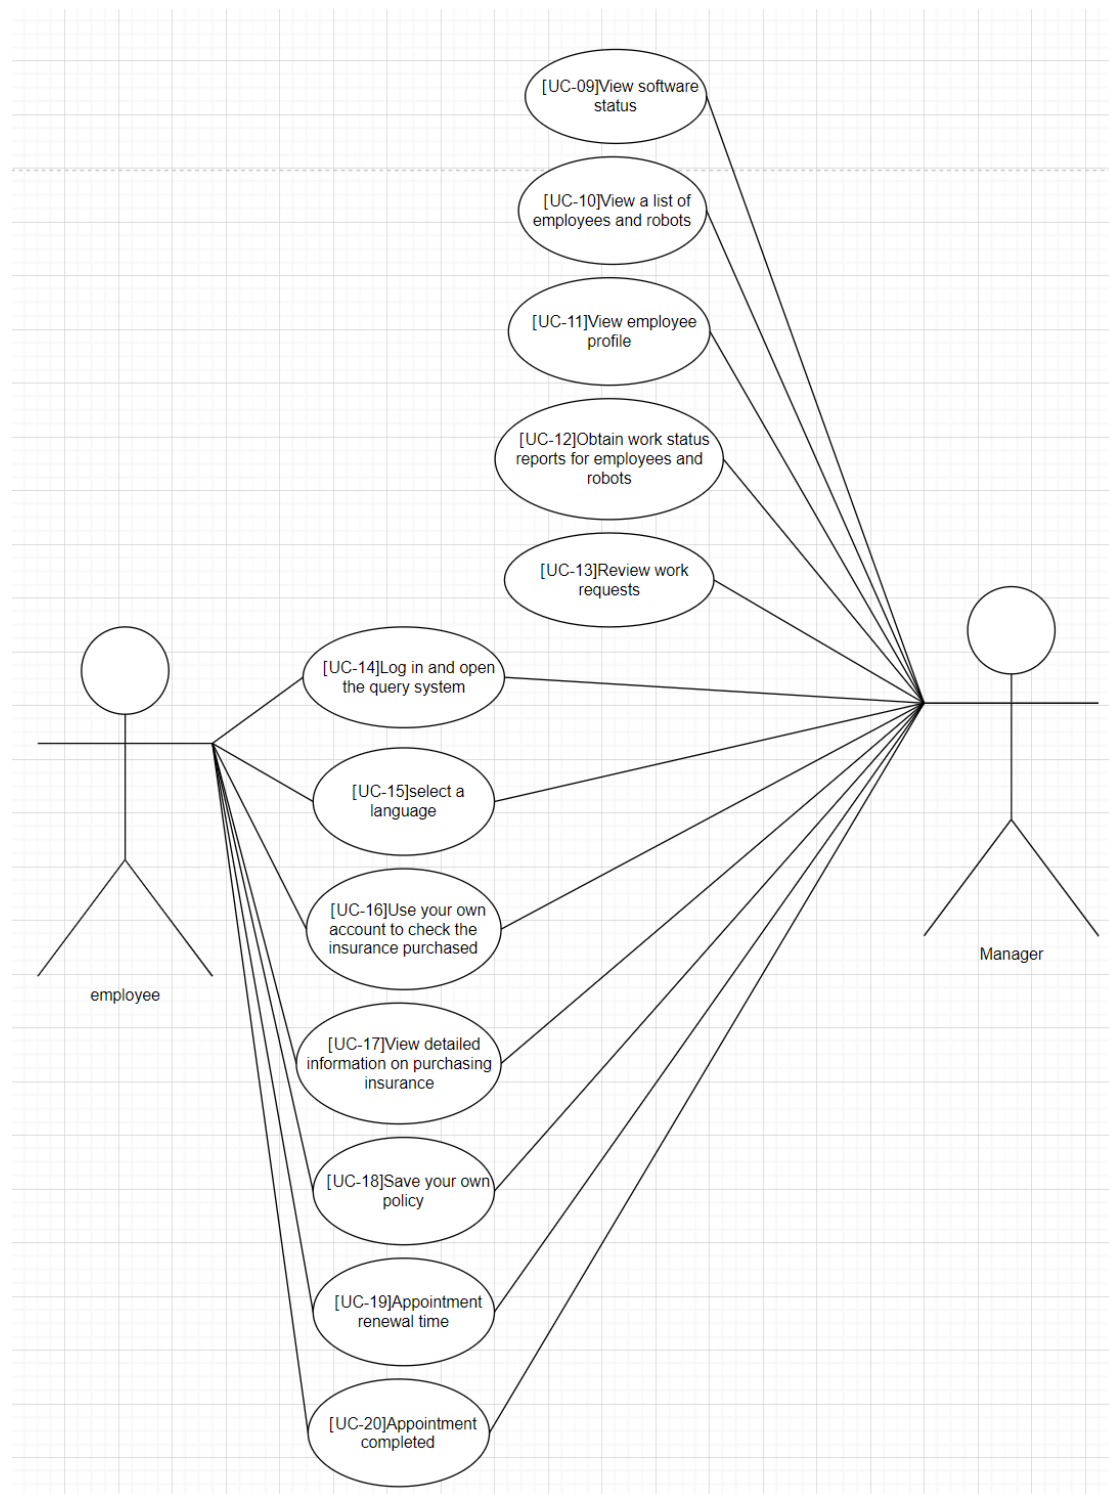 [UC-09]View software
status
[UC-10]View a list of
employees and robots
[UC-11]View employee
profile
[UC-12]Obtain work status
reports for employees and
robots
[UC-13]Review work
requests
[UC-14]Log in and open
the query system
[UC-15]select a
language
[UC-16]Use your own
account to check the
insurance purchased
Manager
employee
[UC-17]View detailed
information on purchasing
insurance
[UC-18]Save your own
policy
[UC-19]Appointment
renewal time
[UC-20]Appointment
completed